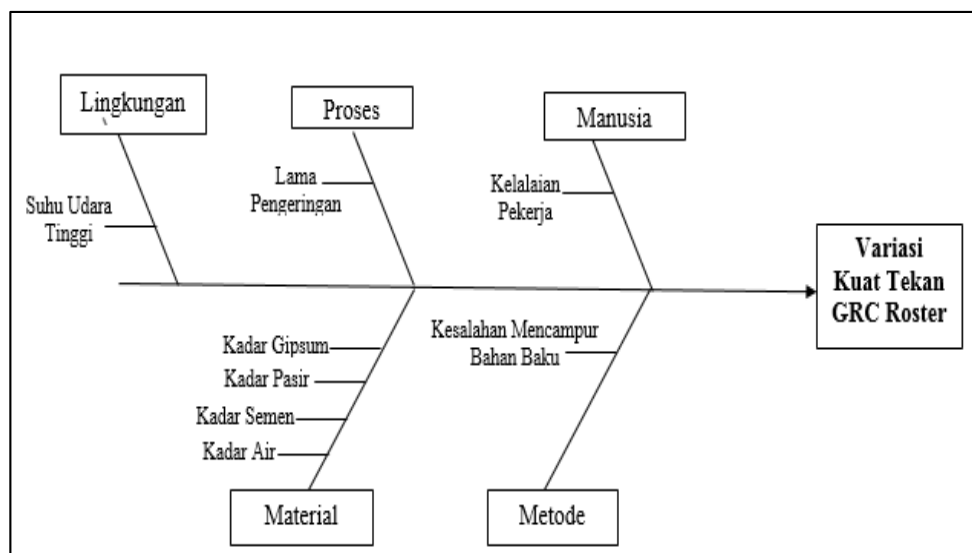 Lingkungan
Proses
Manusia
Suhu Udara
Tinggi
Lama
Pengeringan
Kelalaian
Pekerja
Variasi
Kuat Tekan
GRC Roster
Kadar Gipsum
Kadar Pasir
Kadar Semen
Kadar Air
Kesalahan Mencampur
Bahan Baku
Material
Metode